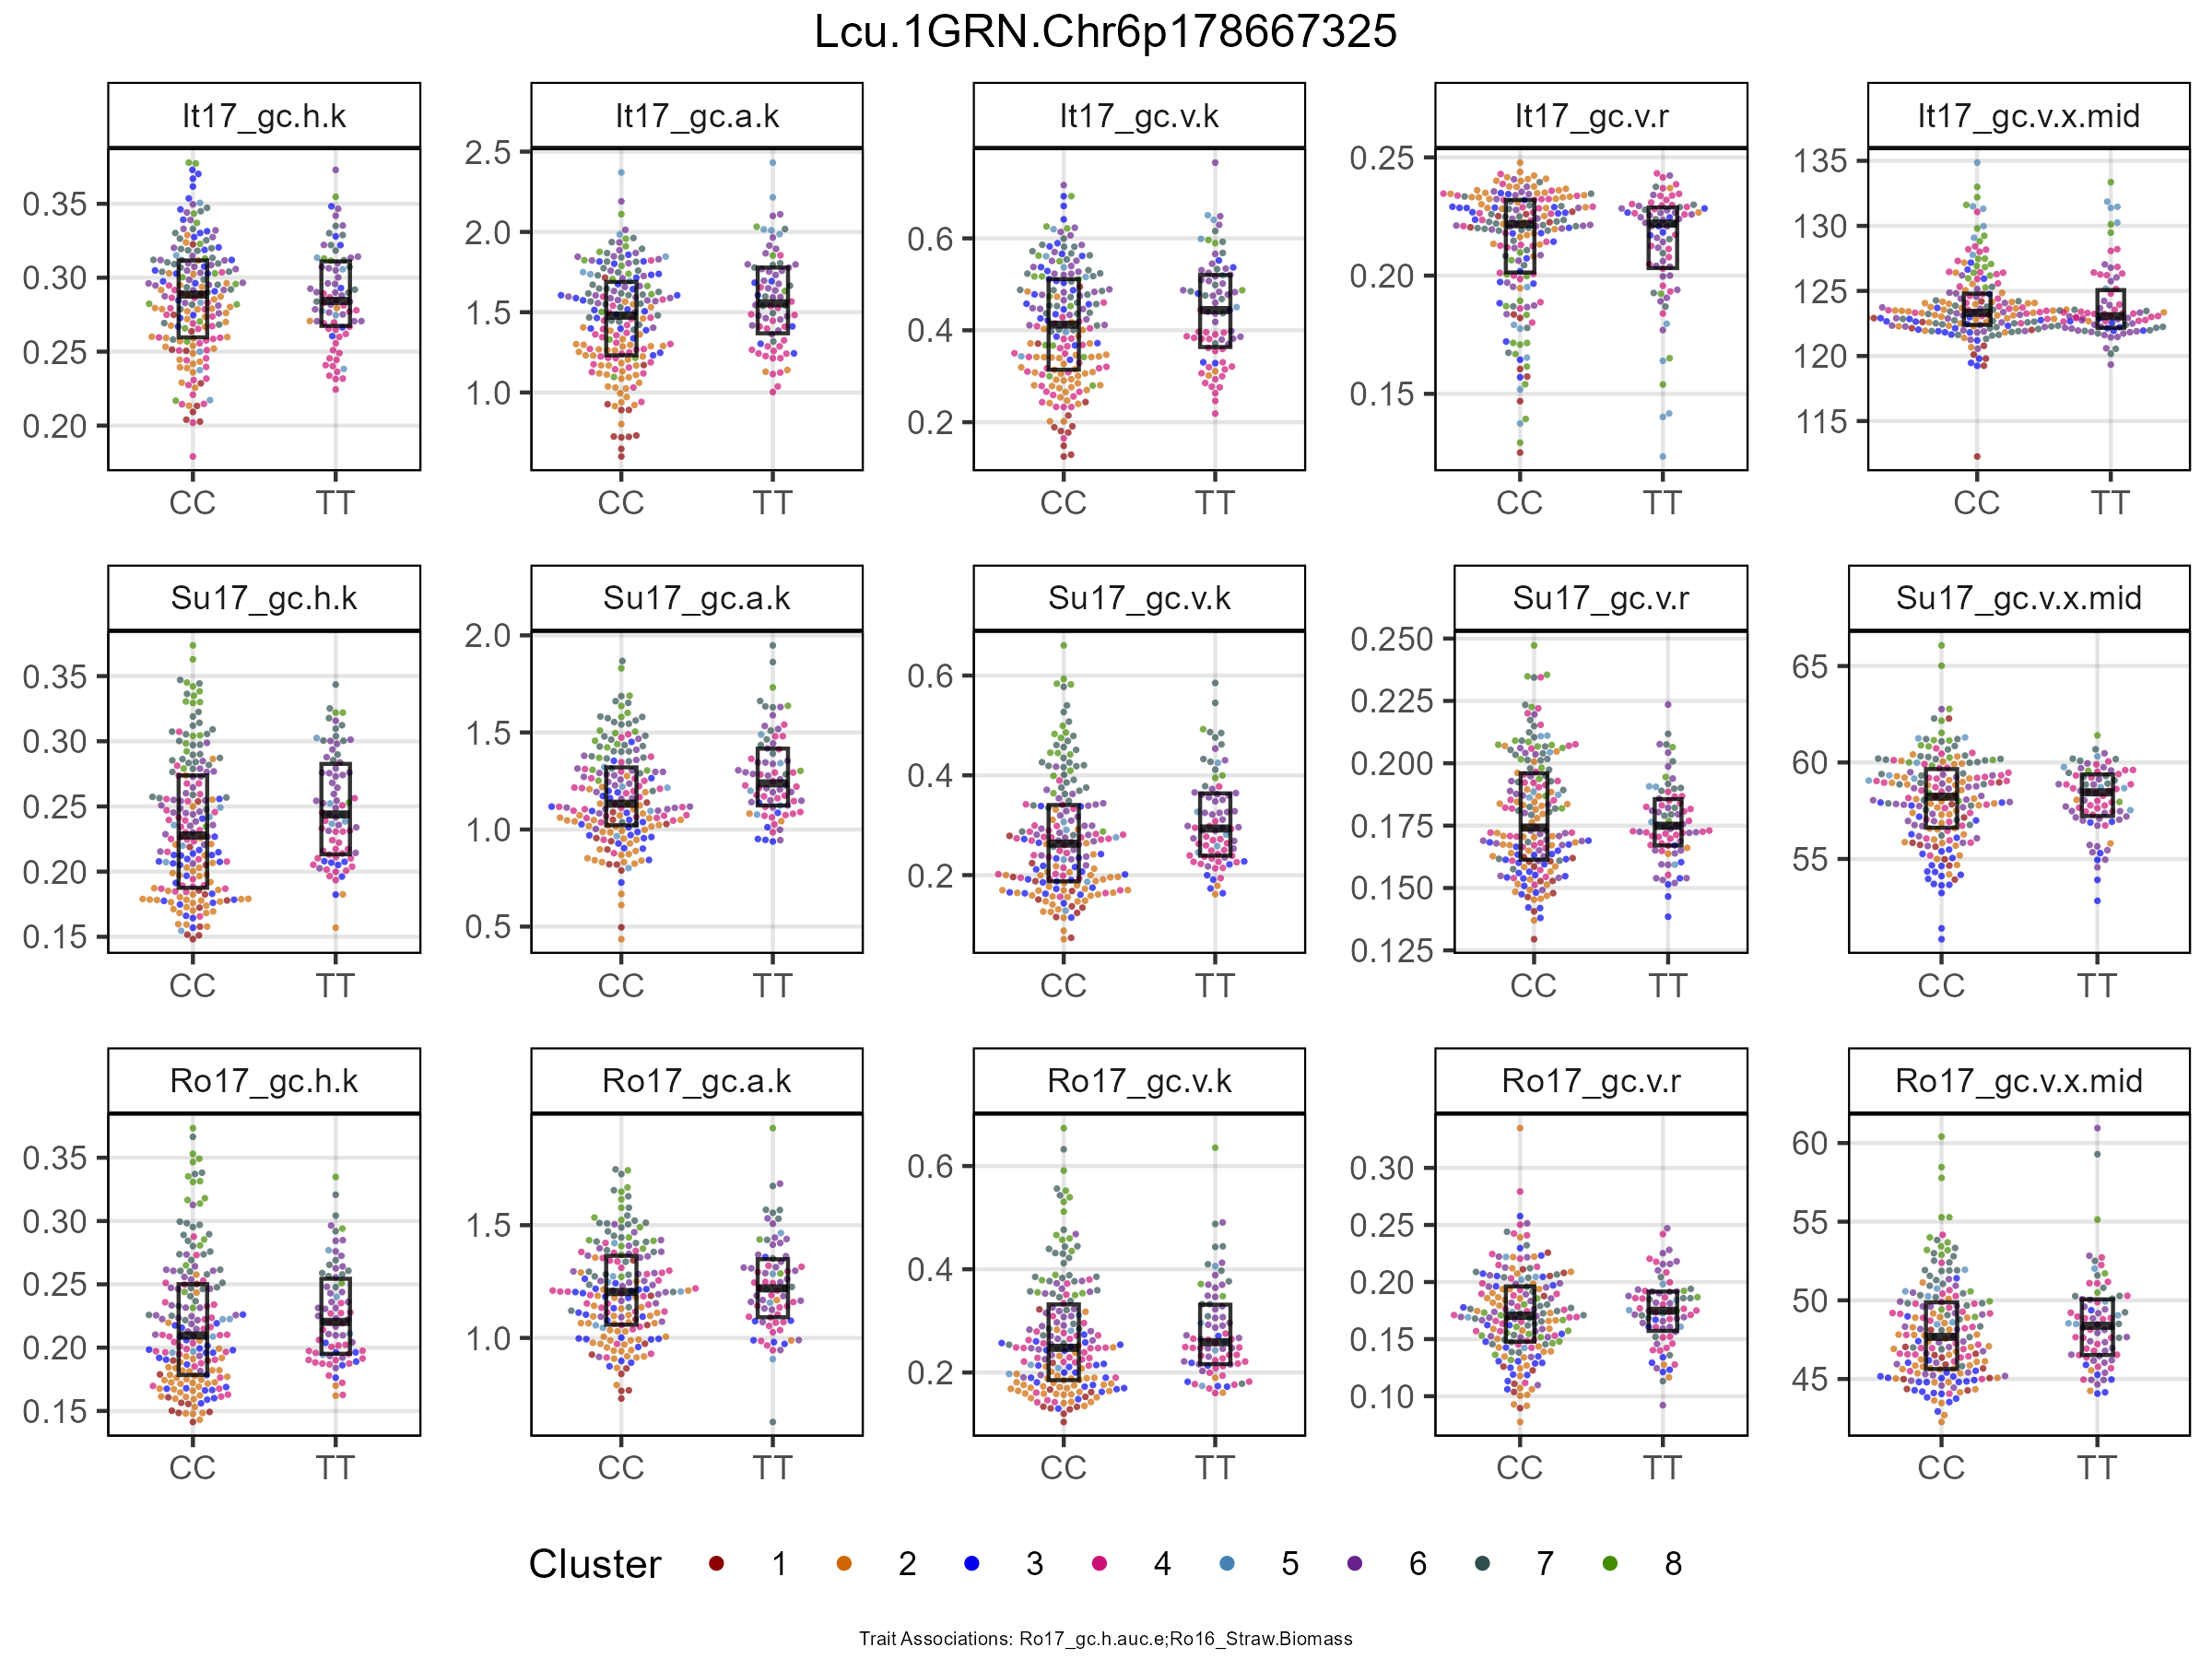 Lcu.1GRN.Chr6p178667325
It17_gc.h.k It17_gc.a.k It17_gc.v.k It17_gc.v.r It17_gc.v.x.mid
0.35
0.30
0.25
0.20
CC TT
2.5
2.0
1.5
1.0
CC TT
0.6
0.4
0.2
CC TT
0.25
0.20
0.15
CC TT
135
130
125
120
115
CC TT
Su17_gc.h.k Su17_gc.a.k Su17_gc.v.k Su17_gc.v.r Su17_gc.v.x.mid
0.35
0.30
0.25
0.20
0.15
CC TT
2.0
1.5
1.0
0.5
CC TT
0.6
0.4
0.2
CC TT
0.250
0.225
0.200
0.175
0.150
0.125
CC TT
65
60
55
CC TT
Ro17_gc.h.k Ro17_gc.a.k Ro17_gc.v.k Ro17_gc.v.r Ro17_gc.v.x.mid
0.35
0.30
0.25
0.20
0.15
CC TT
1.5
1.0
CC TT
0.6
0.4
0.2
CC TT
0.30
0.25
0.20
0.15
0.10
CC TT
60
55
50
45
CC TT
Cluster 1 2 3 4 5 6 7 8
Trait Associations: Ro17_gc.h.auc.e;Ro16_Straw.Biomass